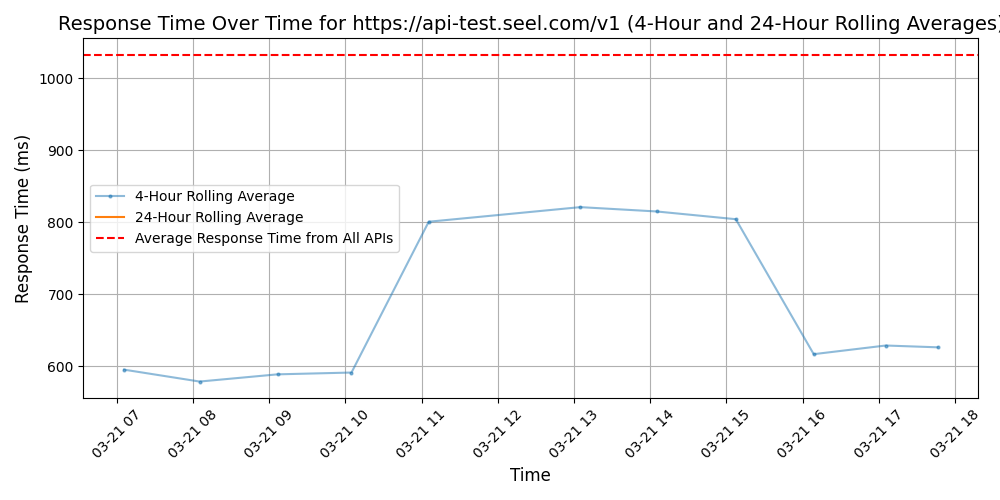 Response Time Over Time for https://api-test.seel.com/v1 (4-Hour and 24-Hour Rolling Averages)
Response Time (ms)
1000
900
800
700
600
4-Hour Rolling Average
24-Hour Rolling Average
Average Response Time from All APIs
03-21 07
03-21 08
03-21 09
03-21 10
03-21 11
03-21 12
03-21 13
03-21 14
03-21 15
03-21 16
03-21 17
03-21 18
Time